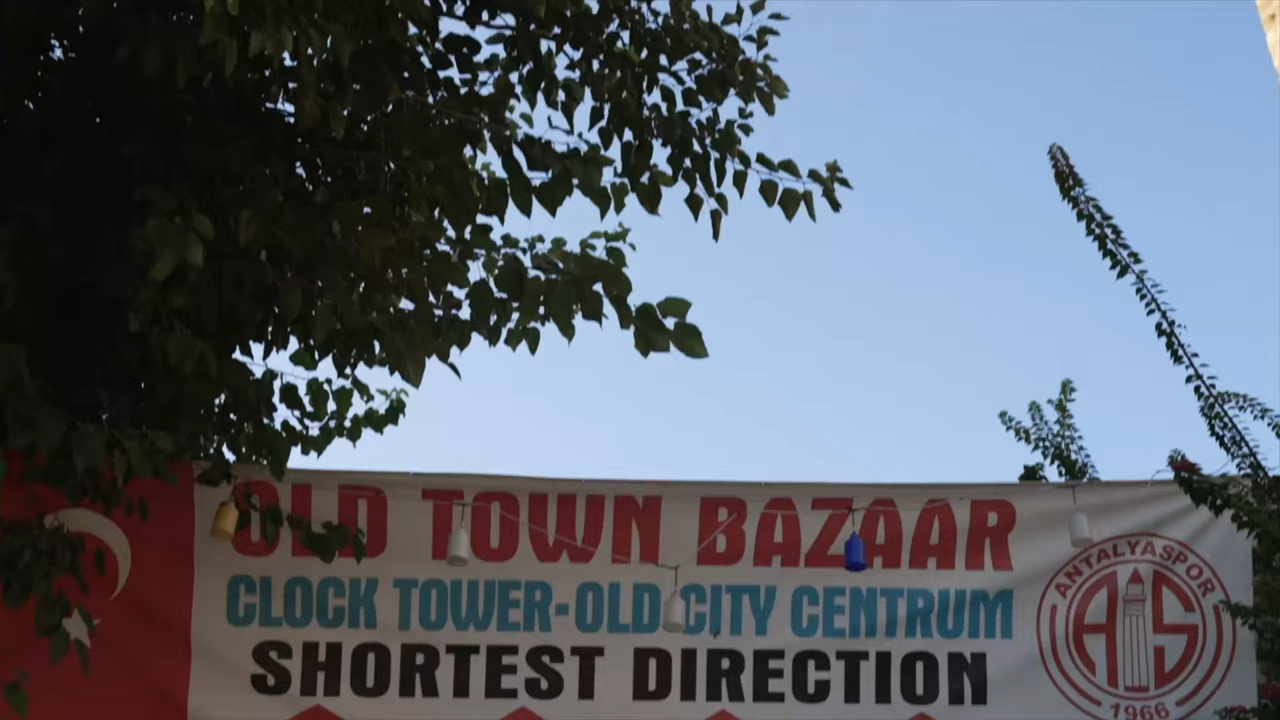 OLD TOWN BAZAAR
CLOCK TOWER-OLD CITY CENTRUM
SHORTEST DIRECTION
ANTALYASPOR
AS
1966